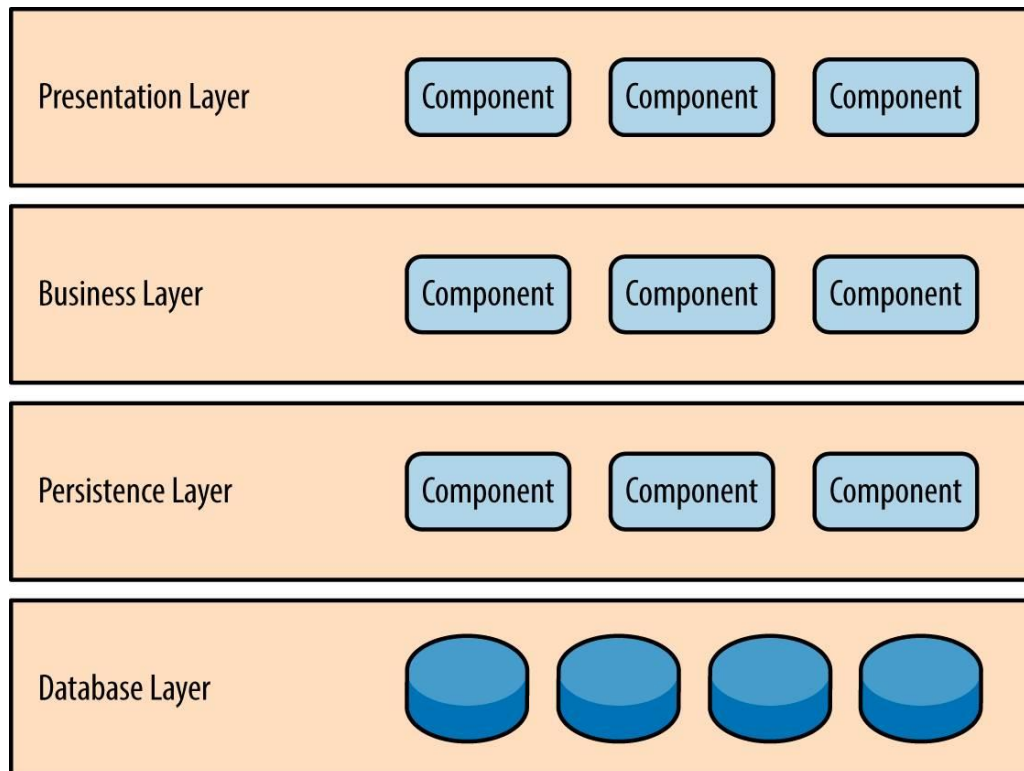 Presentation Layer Component Component Component
Business Layer Component Component Component
Persistence Layer Component Component Component
Database Layer